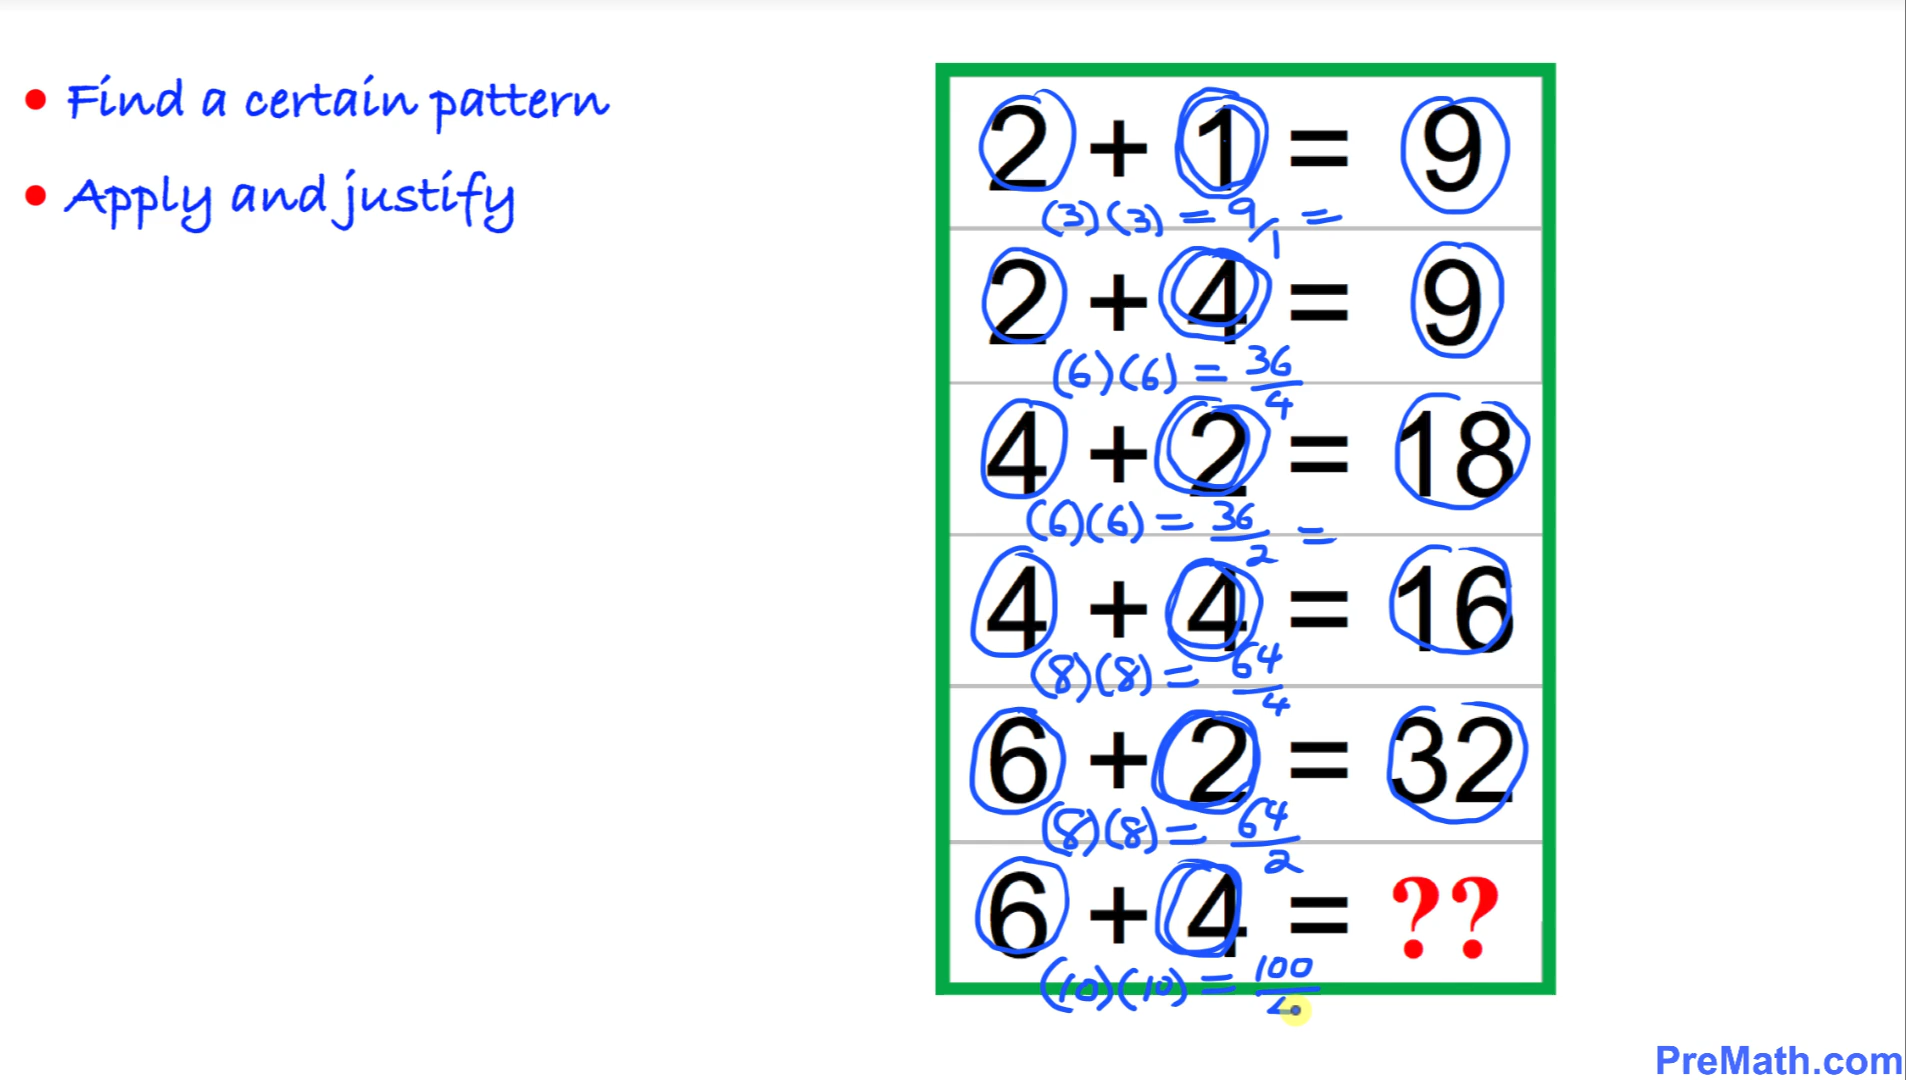 • Find a certain pattern
• Apply and justify
2 + 1 = 9
(3)(3) = 9/1 =
2 + 4 = 9
(6)(6) = 36/4
4 + 2 = 18
(6)(6) = 36/2 =
4 + 4 = 16
(8)(8) = 64/4
6 + 2 = 32
(8)(8) = 64/2
6 + 4 = ??
(10)(10) = 100/
PreMath.com